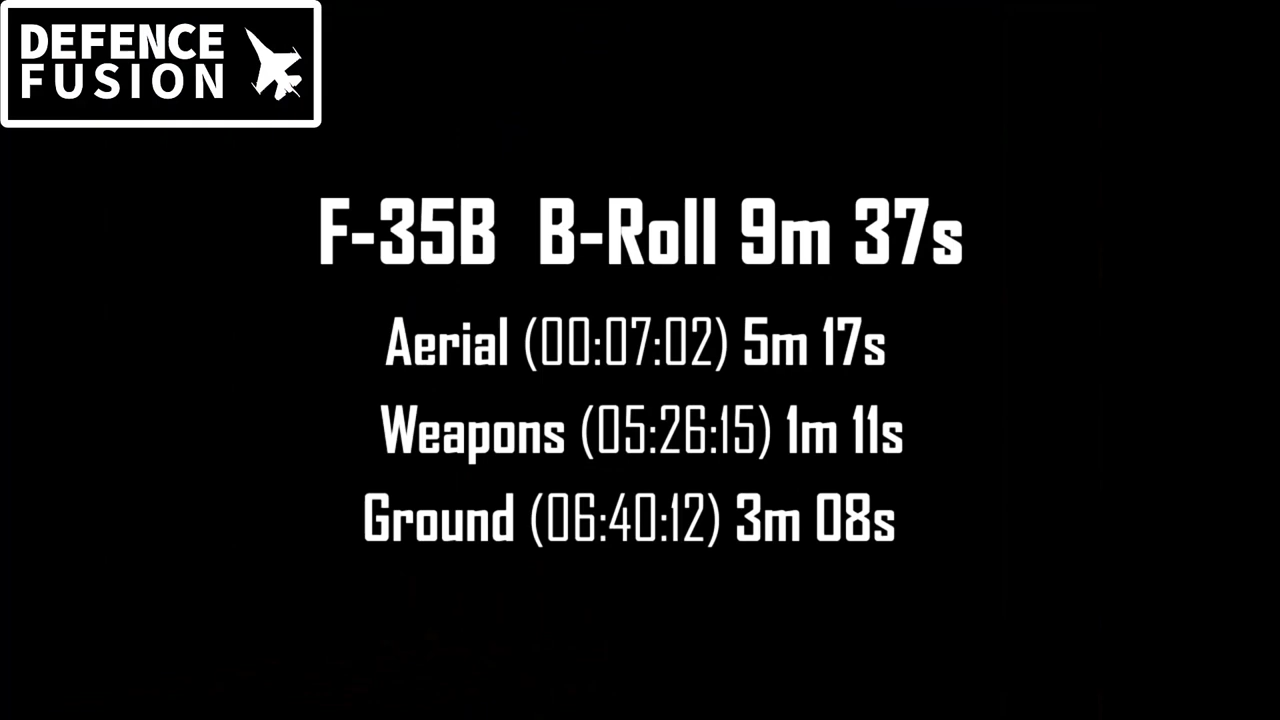 DEFENCE
FUSION
F-35B B-Roll 9m 37s
Aerial (00:07:02) 5m 17s
Weapons (05:26:15) 1m 11s
Ground (06:40:12) 3m 08s